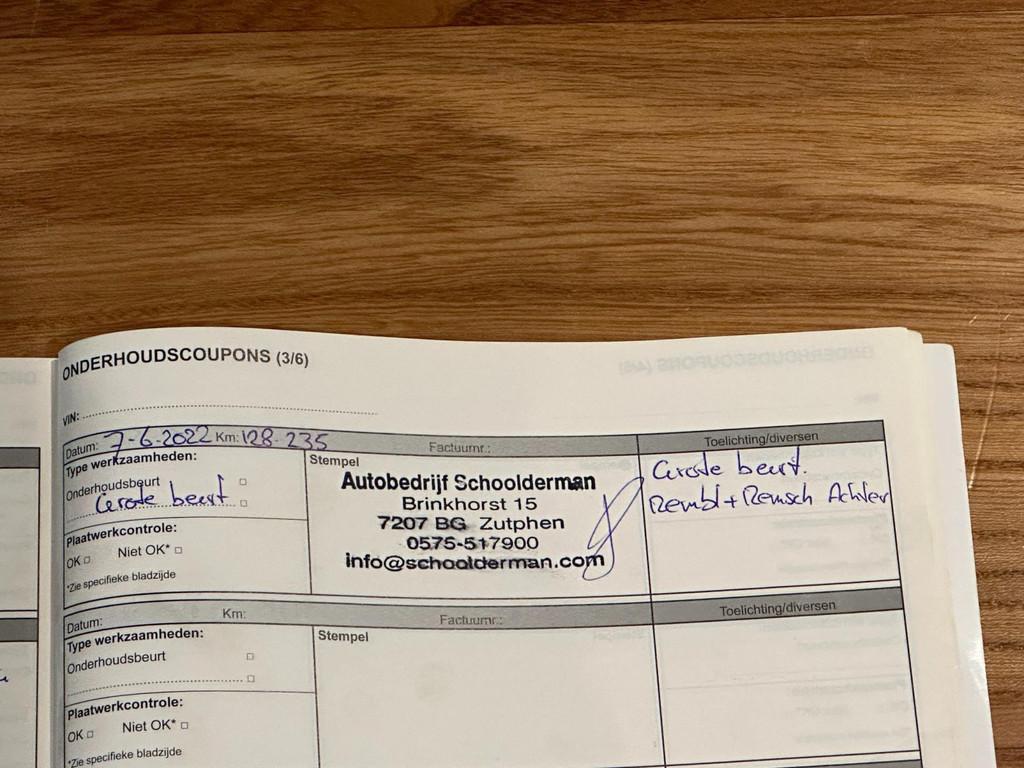 ONDERHOUDSCOUPONS (3/6)
VIN:
Datum: 7-6-2022 Km: 128-235 Factuurnr.: Toelichting/diversen
Type werkzaamheden:
Onderhoudsbeurt
Grote beurt
Plaatwerkcontrole:
OK Niet OK*
*Zie specifieke bladzijde
Stempel
Autobedrijf Schoolderman
Brinkhorst 15
7207 BG Zutphen
0575-517900
info@schoolderman.com
Grote beurt.
Rembl + Remsch Achter
Datum: Km: Factuurnr.: Toelichting/diversen
Type werkzaamheden:
Onderhoudsbeurt
Plaatwerkcontrole:
OK Niet OK*
*Zie specifieke bladzijde
Stempel